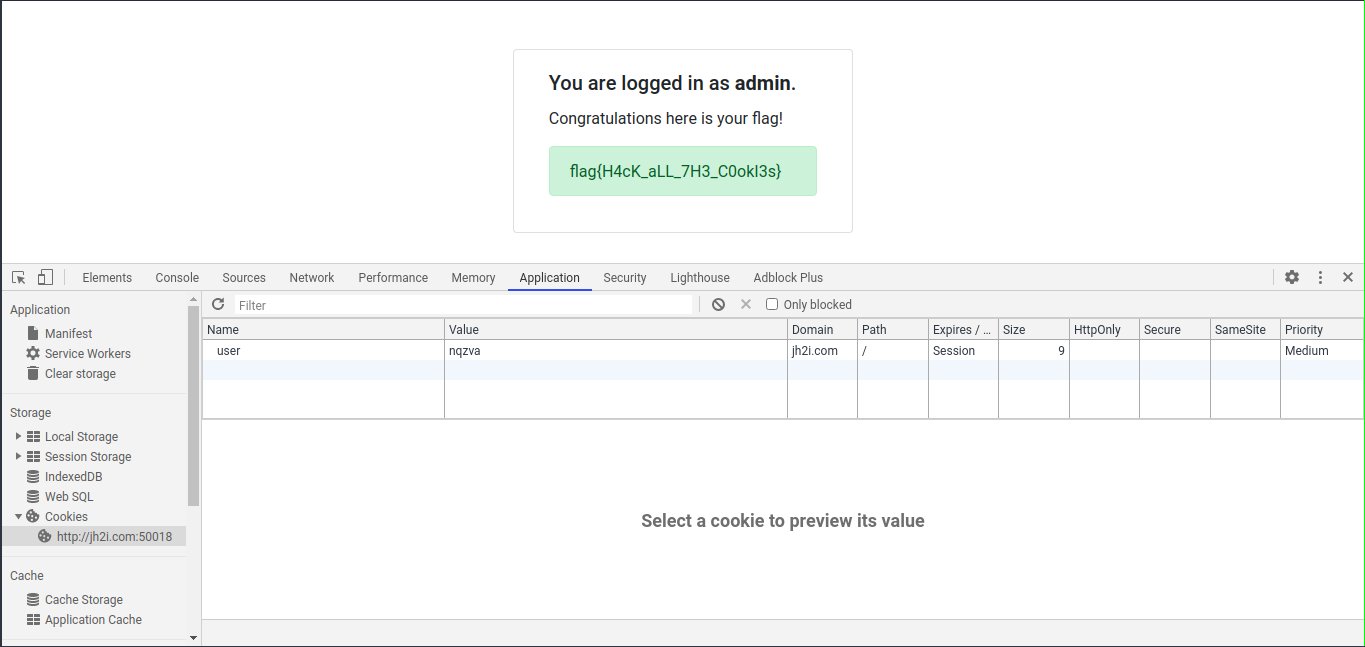 You are logged in as admin.
Congratulations here is your flag!
flag{H4cK_aLL_7H3_C0okI3s}
Elements Console Sources Network Performance Memory Application Security Lighthouse Adblock Plus
Application
Manifest
Service Workers
Clear storage
Storage
Local Storage
Session Storage
IndexedDB
Web SQL
Cookies
http://jh2i.com:50018
Cache
Cache Storage
Application Cache
Filter
Only blocked
Name Value Domain Path Expires / ... Size HttpOnly Secure SameSite Priority
user nqzva jh2i.com / Session 9 Medium
Select a cookie to preview its value